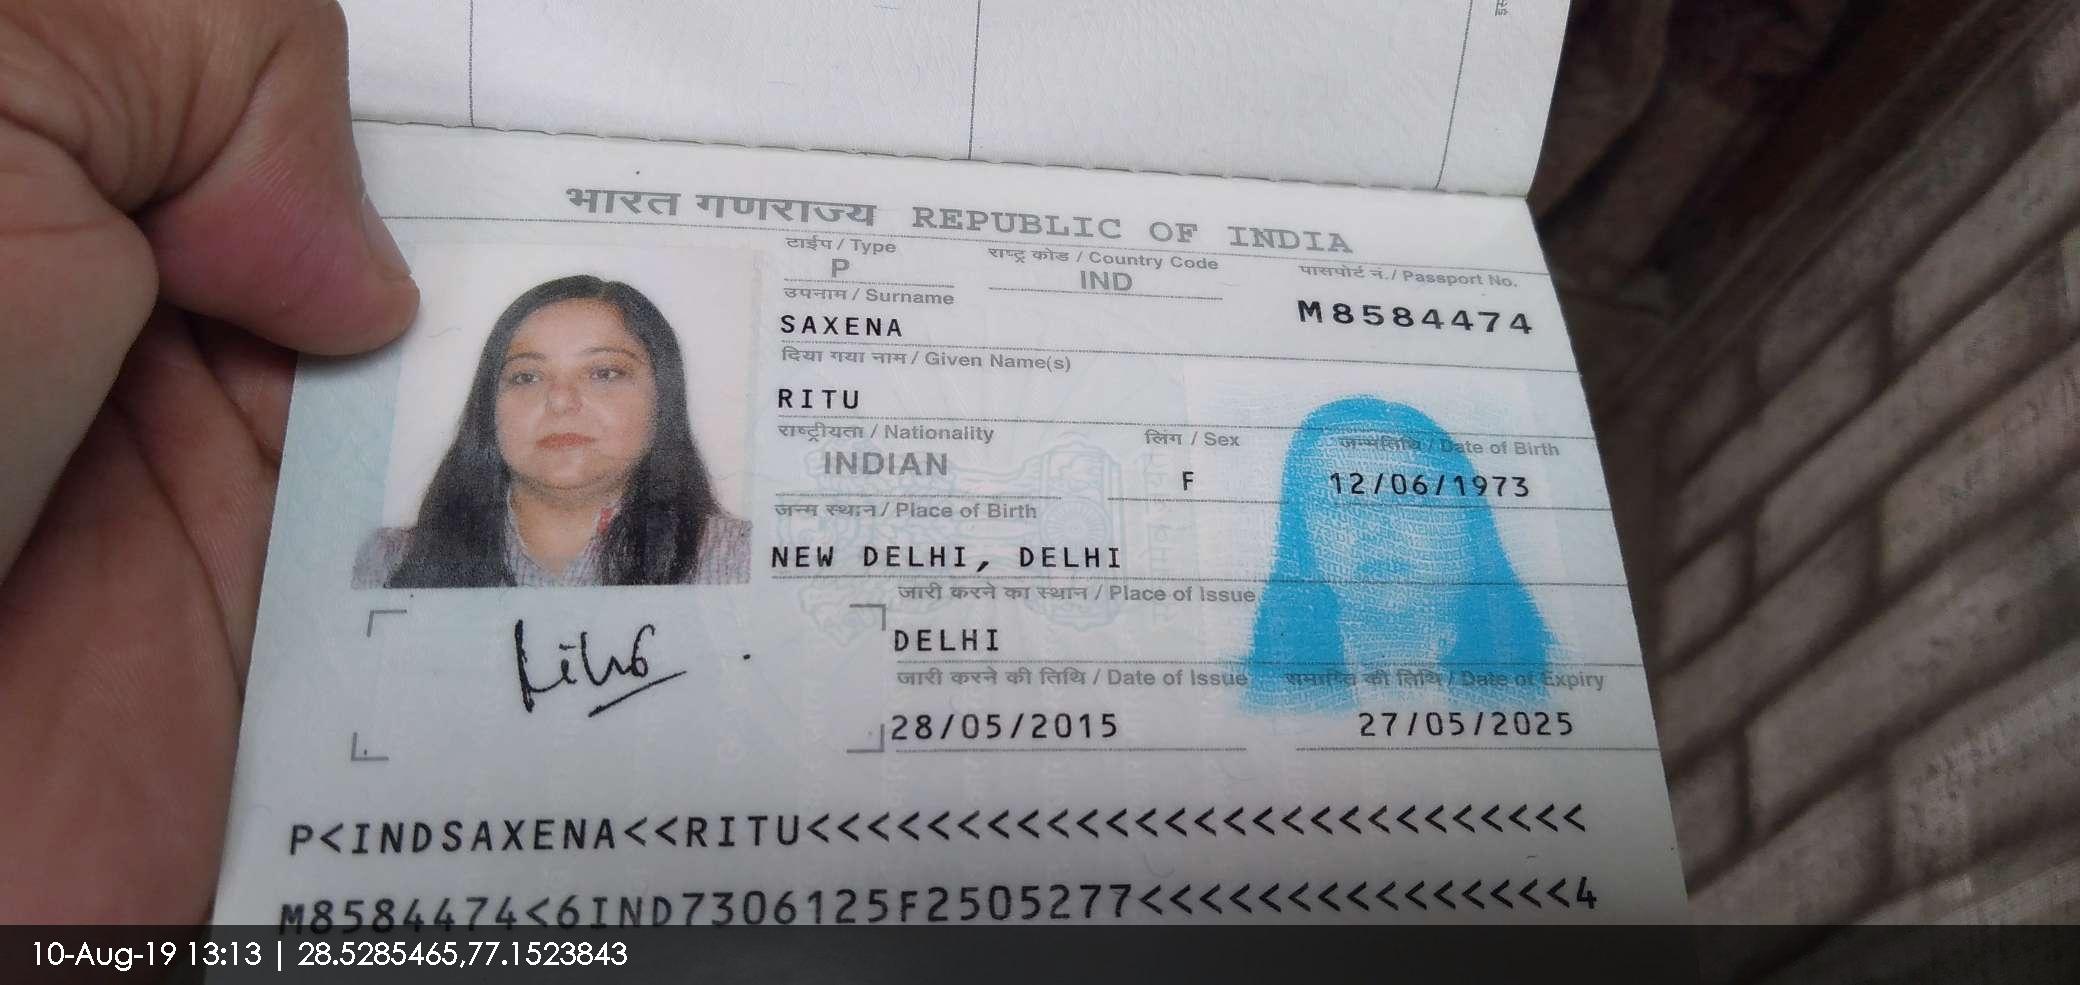 भारत गणराज्य REPUBLIC OF INDIA
टाईप / Type
P
राष्ट्र कोड / Country Code
IND
पासपोर्ट नं. / Passport No.
M8584474
उपनाम / Surname
SAXENA
दिया गया नाम / Given Name(s)
RITU
राष्ट्रीयता / Nationality
INDIAN
लिंग / Sex
F
जन्मतिथि / Date of Birth
12/06/1973
जन्म स्थान / Place of Birth
NEW DELHI, DELHI
जारी करने का स्थान / Place of Issue
DELHI
जारी करने की तिथि / Date of Issue
28/05/2015
समाप्ति की तिथि / Date of Expiry
27/05/2025
Ritu
P<INDSAXENA<<RITU<<<<<<<<<<<<<<<<<<<<<<<<<<<
M8584474<6IND7306125F2505277<<<<<<<<<<<<<<<4
10-Aug-19 13:13 | 28.5285465,77.1523843